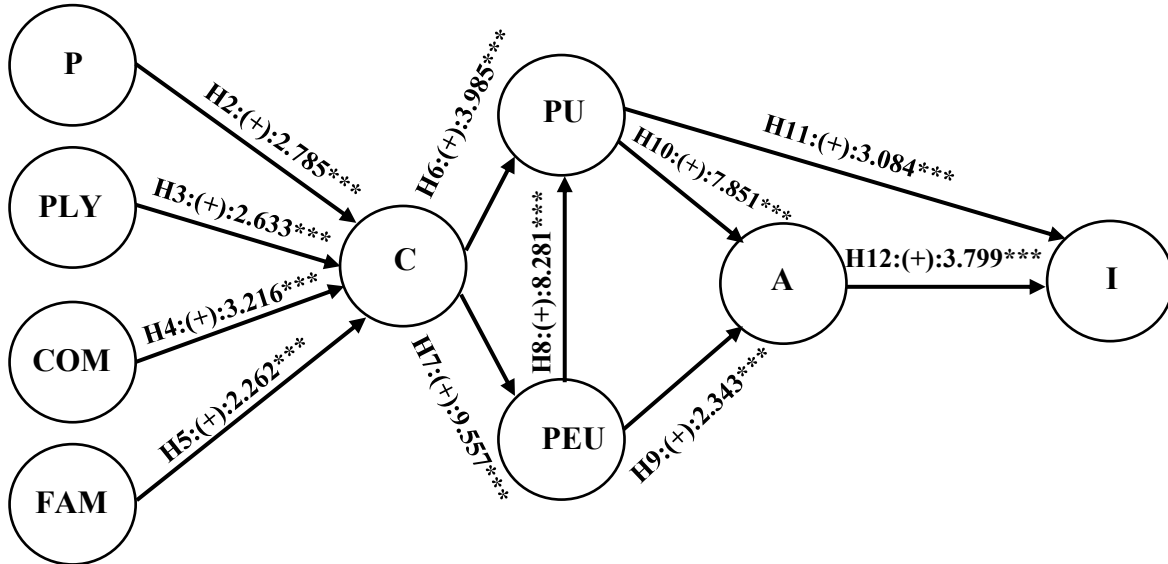 P
H2:(+):2.785***
PLY
H3:(+):2.633***
COM
H4:(+):3.216***
FAM
H5:(+):2.262***
C
H6:(+):3.985***
H7:(+):9.557***
PU
H8:(+):8.281***
PEU
H10:(+):7.851***
H9:(+):2.343***
A
H11:(+):3.084***
H12:(+):3.799***
I